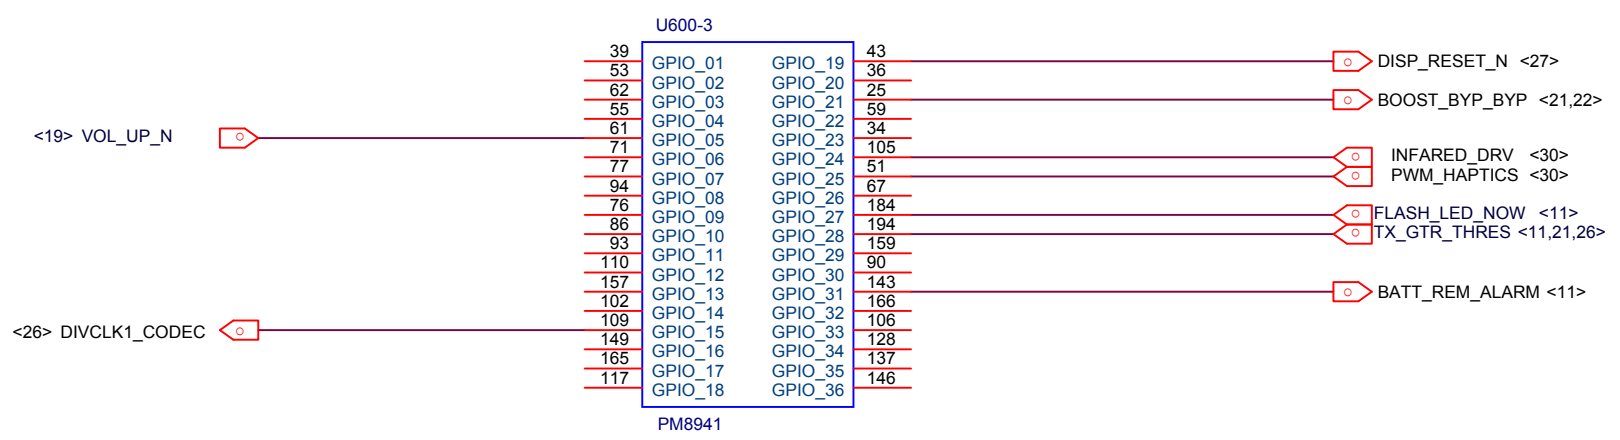 U600-3
39 GPIO_01 GPIO_19 43 DISP_RESET_N <27>
53 GPIO_02 GPIO_20 36
62 GPIO_03 GPIO_21 25 BOOST_BYP_BYP <21,22>
55 GPIO_04 GPIO_22 59
<19> VOL_UP_N 61 GPIO_05 GPIO_23 34
71 GPIO_06 GPIO_24 105 INFARED_DRV <30>
77 GPIO_07 GPIO_25 51 PWM_HAPTICS <30>
94 GPIO_08 GPIO_26 67
76 GPIO_09 GPIO_27 184 FLASH_LED_NOW <11>
86 GPIO_10 GPIO_28 194 TX_GTR_THRES <11,21,26>
93 GPIO_11 GPIO_29 159
110 GPIO_12 GPIO_30 90
157 GPIO_13 GPIO_31 143 BATT_REM_ALARM <11>
102 GPIO_14 GPIO_32 166
<26> DIVCLK1_CODEC 109 GPIO_15 GPIO_33 106
149 GPIO_16 GPIO_34 128
165 GPIO_17 GPIO_35 137
117 GPIO_18 GPIO_36 146
PM8941